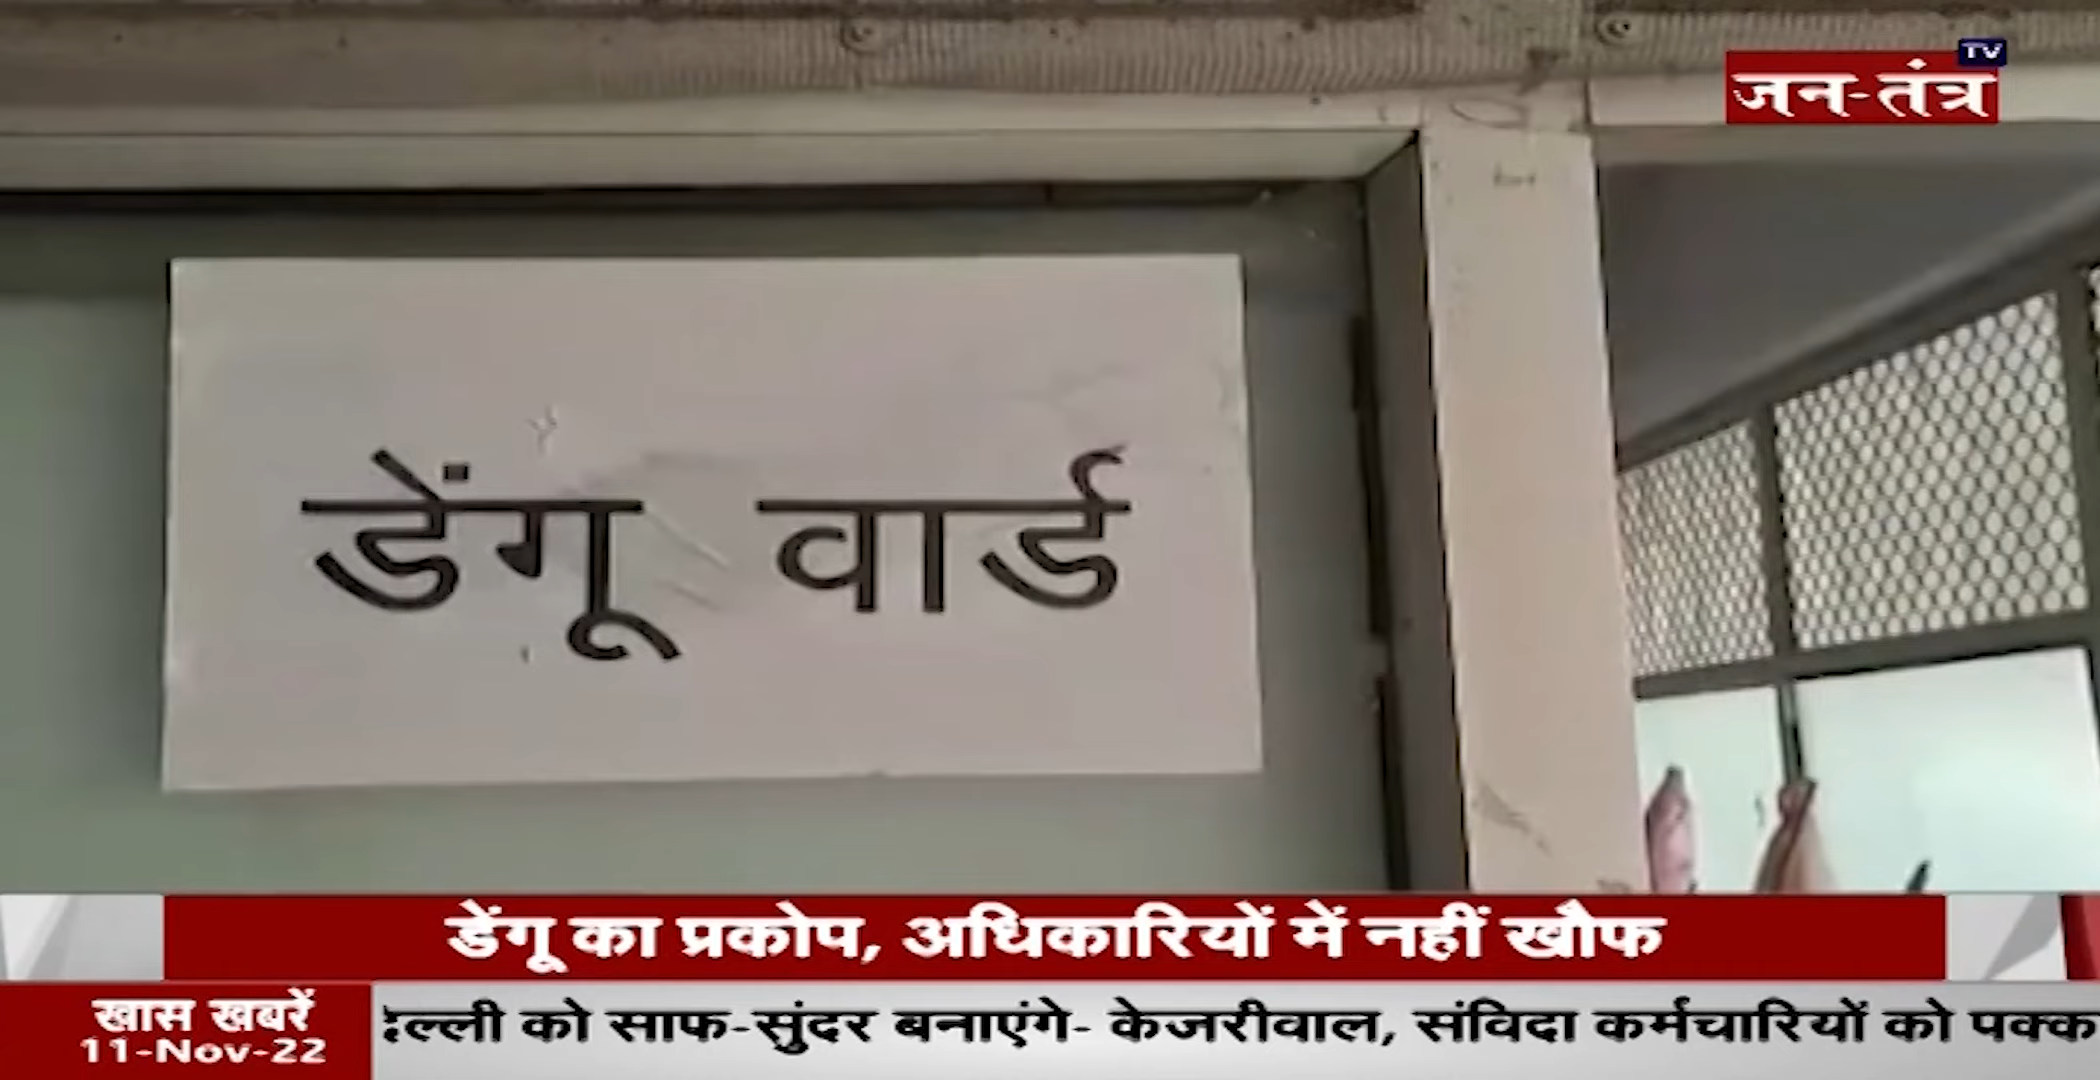 TV
जन-तंत्र
डेंगू वार्ड
डेंगू का प्रकोप, अधिकारियों में नहीं खौफ
खास खबरें
11-Nov-22
को साफ-सुंदर बनाएंगे- केजरीवाल, संविदा कर्मचारियों को